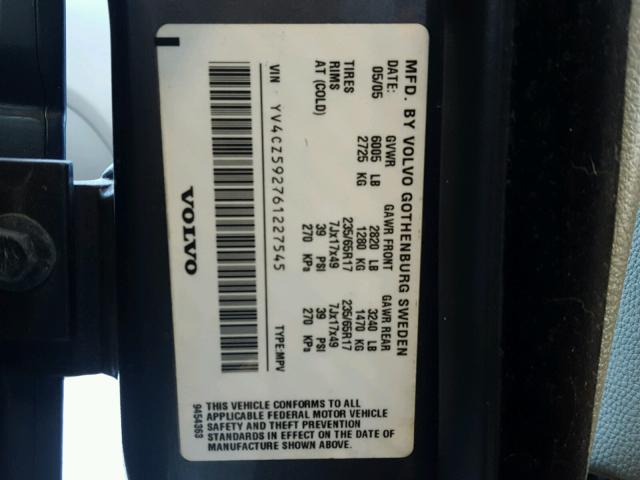 MFD. BY VOLVO GOTHENBURG SWEDEN
DATE: GVWR GAWR FRONT GAWR REAR
05/05 6005 LB 2820 LB 3240 LB
2725 KG 1280 KG 1470 KG
TIRES 235/65R17 235/65R17
RIMS 7Jx17x49 7Jx17x49
AT (COLD) 39 PSI 39 PSI
270 KPa 270 KPa
VIN YV4CZ592761227545 TYPE:MPV
VOLVO
THIS VEHICLE CONFORMS TO ALL
APPLICABLE FEDERAL MOTOR VEHICLE
SAFETY AND THEFT PREVENTION
STANDARDS IN EFFECT ON THE DATE OF
MANUFACTURE SHOWN ABOVE.
9454363